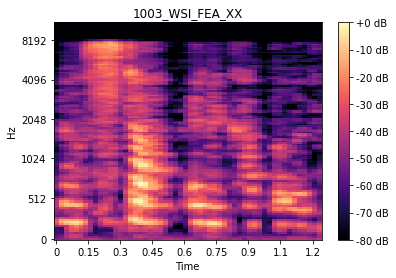 1003_WSI_FEA_XX
+0 dB
8192
-10 dB
4096
-20 dB
-30 dB
2048
Hz
-40 dB
1024
-50 dB
512
-60 dB
-70 dB
0
-80 dB
0 0.15 0.3 0.45 0.6 0.75 0.9 1.1 1.2
Time